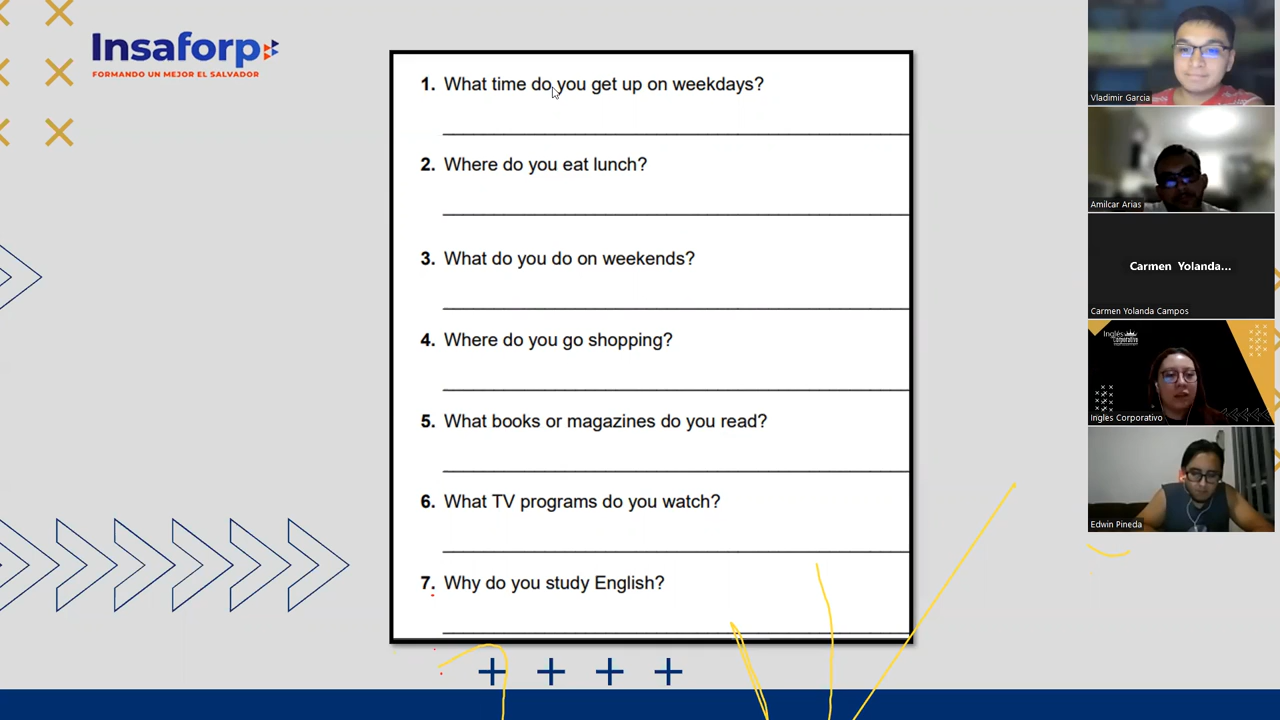 Insaforp
FORMANDO UN MEJOR EL SALVADOR
1. What time do you get up on weekdays?
2. Where do you eat lunch?
3. What do you do on weekends?
4. Where do you go shopping?
5. What books or magazines do you read?
6. What TV programs do you watch?
7. Why do you study English?
Vladimir Garcia
Amilcar Arias
Carmen Yolanda...
Carmen Yolanda Campos
Inglés
Corporativo
Ingles Corporativo
Edwin Pineda